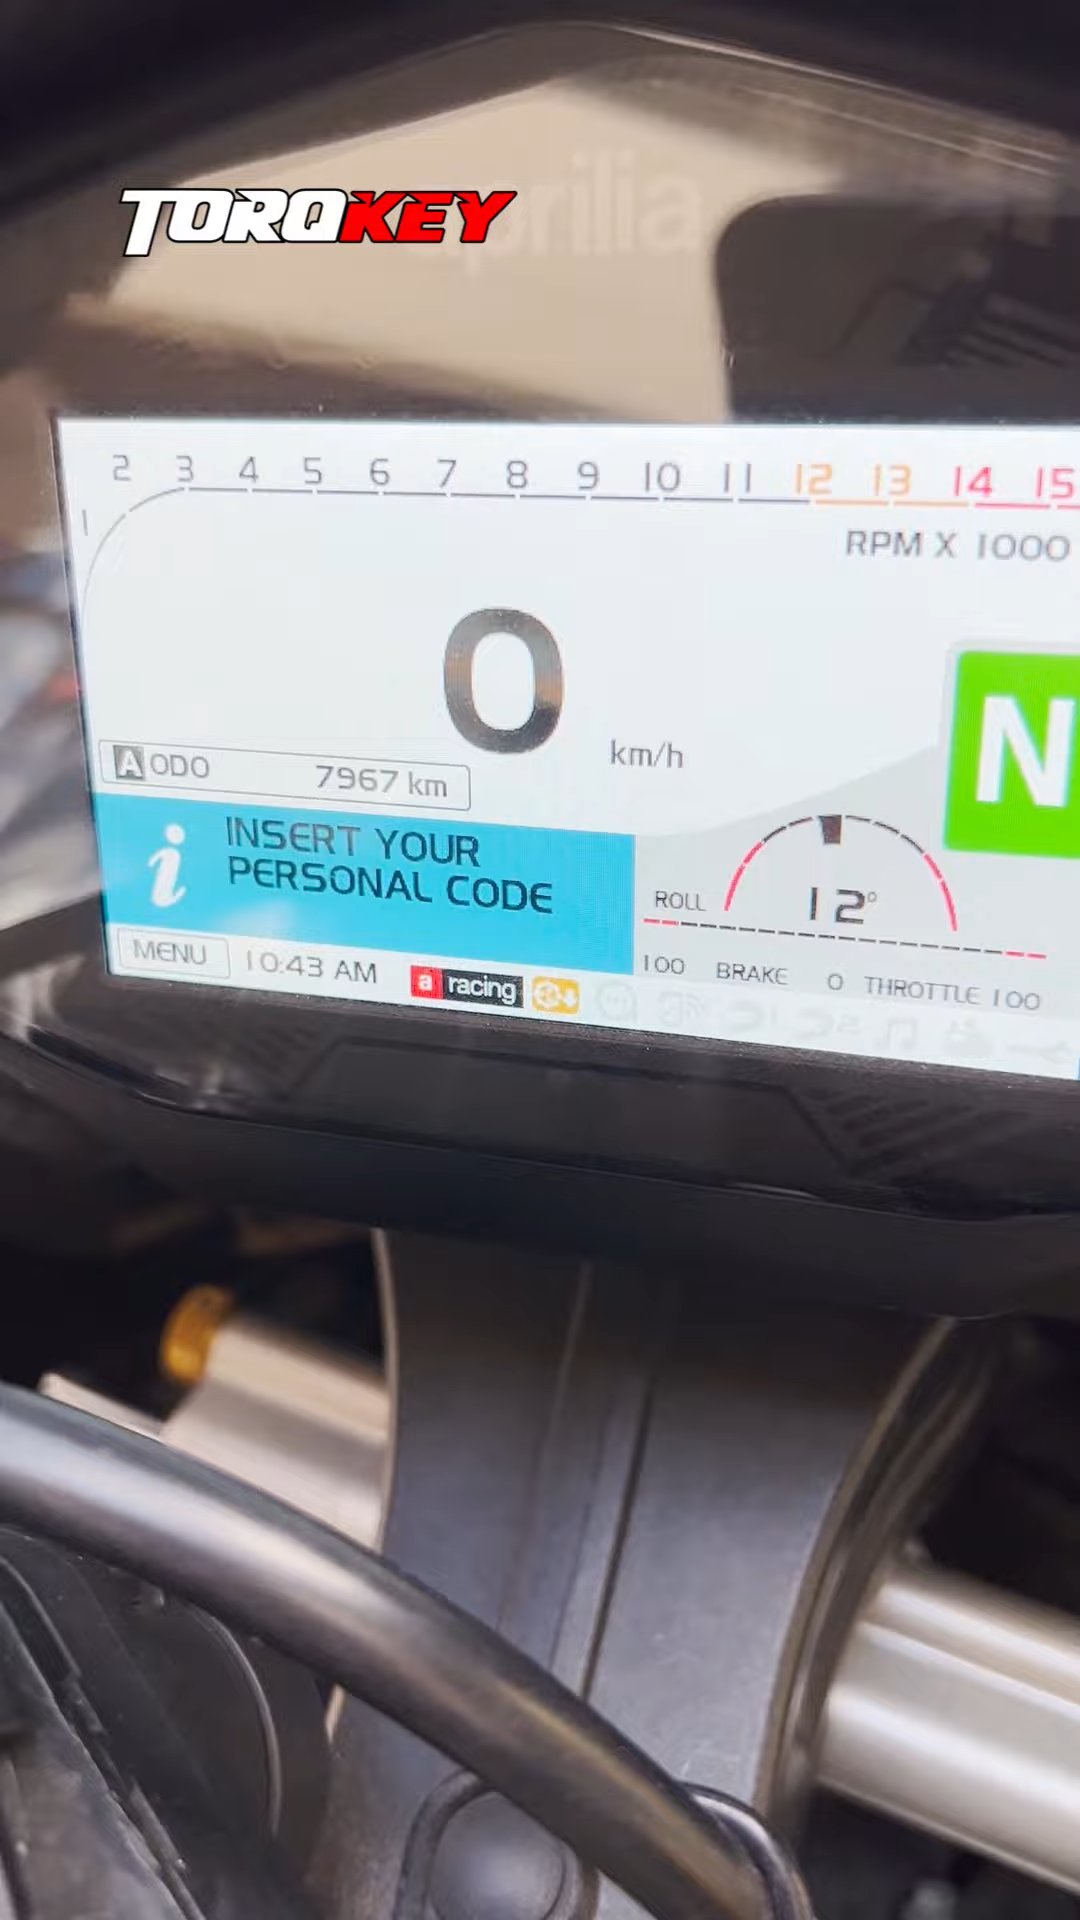 TORQKEY
aprilia
2 3 4 5 6 7 8 9 10 11 12 13 14 15
1
RPM X 1000
0
km/h
N
A ODO 7967 km
i INSERT YOUR
PERSONAL CODE
ROLL 12°
100 BRAKE 0 THROTTLE 100
MENU 10:43 AM a racing